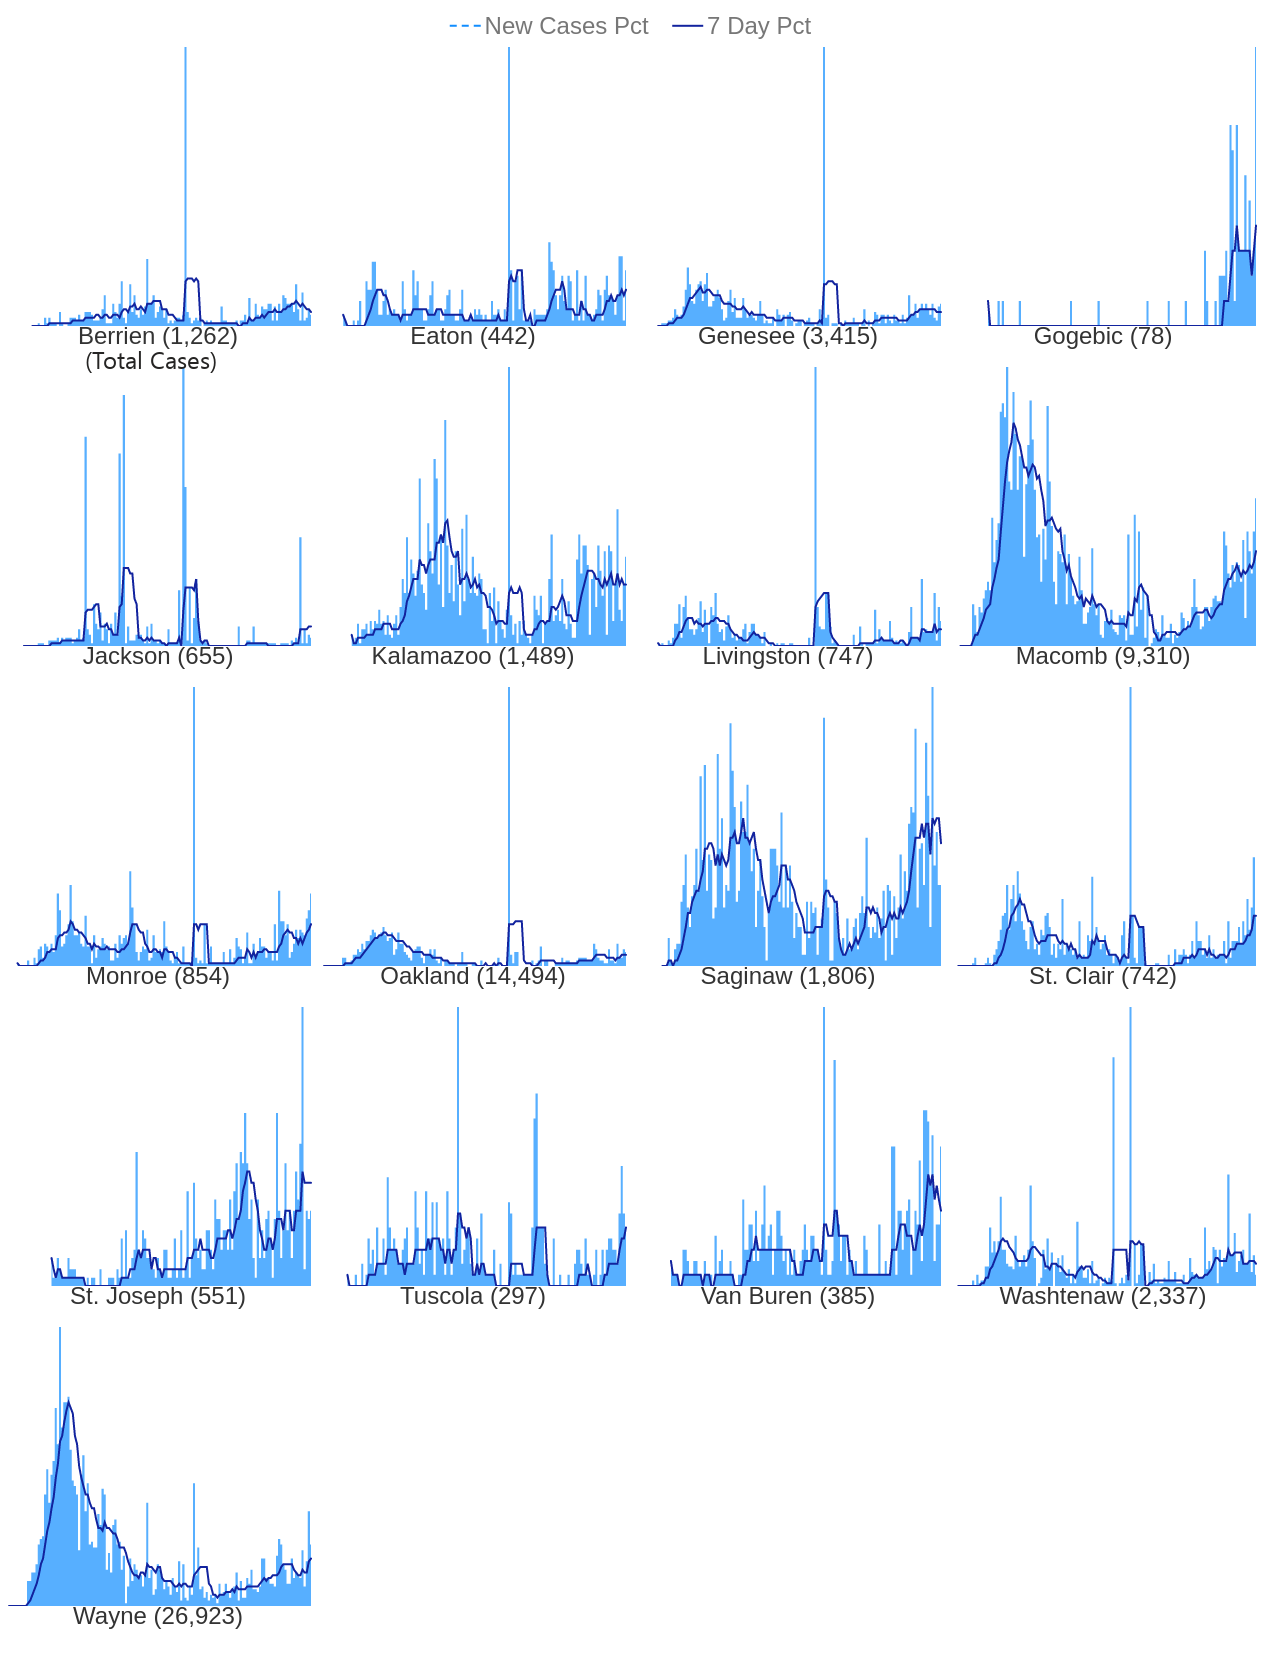 New Cases Pct 7 Day Pct
Berrien (1,262) Eaton (442) Genesee (3,415) Gogebic (78)
(Total Cases)
Jackson (655) Kalamazoo (1,489) Livingston (747) Macomb (9,310)
Monroe (854) Oakland (14,494) Saginaw (1,806) St. Clair (742)
St. Joseph (551) Tuscola (297) Van Buren (385) Washtenaw (2,337)
Wayne (26,923)